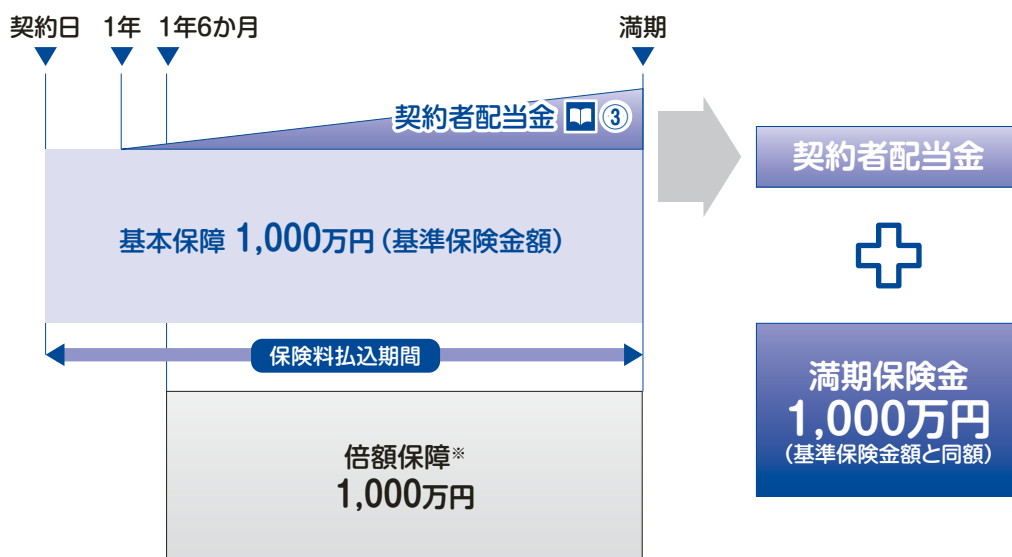 契約日 1年 1年6か月 満期
契約者配当金 ③
基本保障 1,000万円(基準保険金額)
保険料払込期間
倍額保障※
1,000万円
契約者配当金
満期保険金
1,000万円
(基準保険金額と同額)